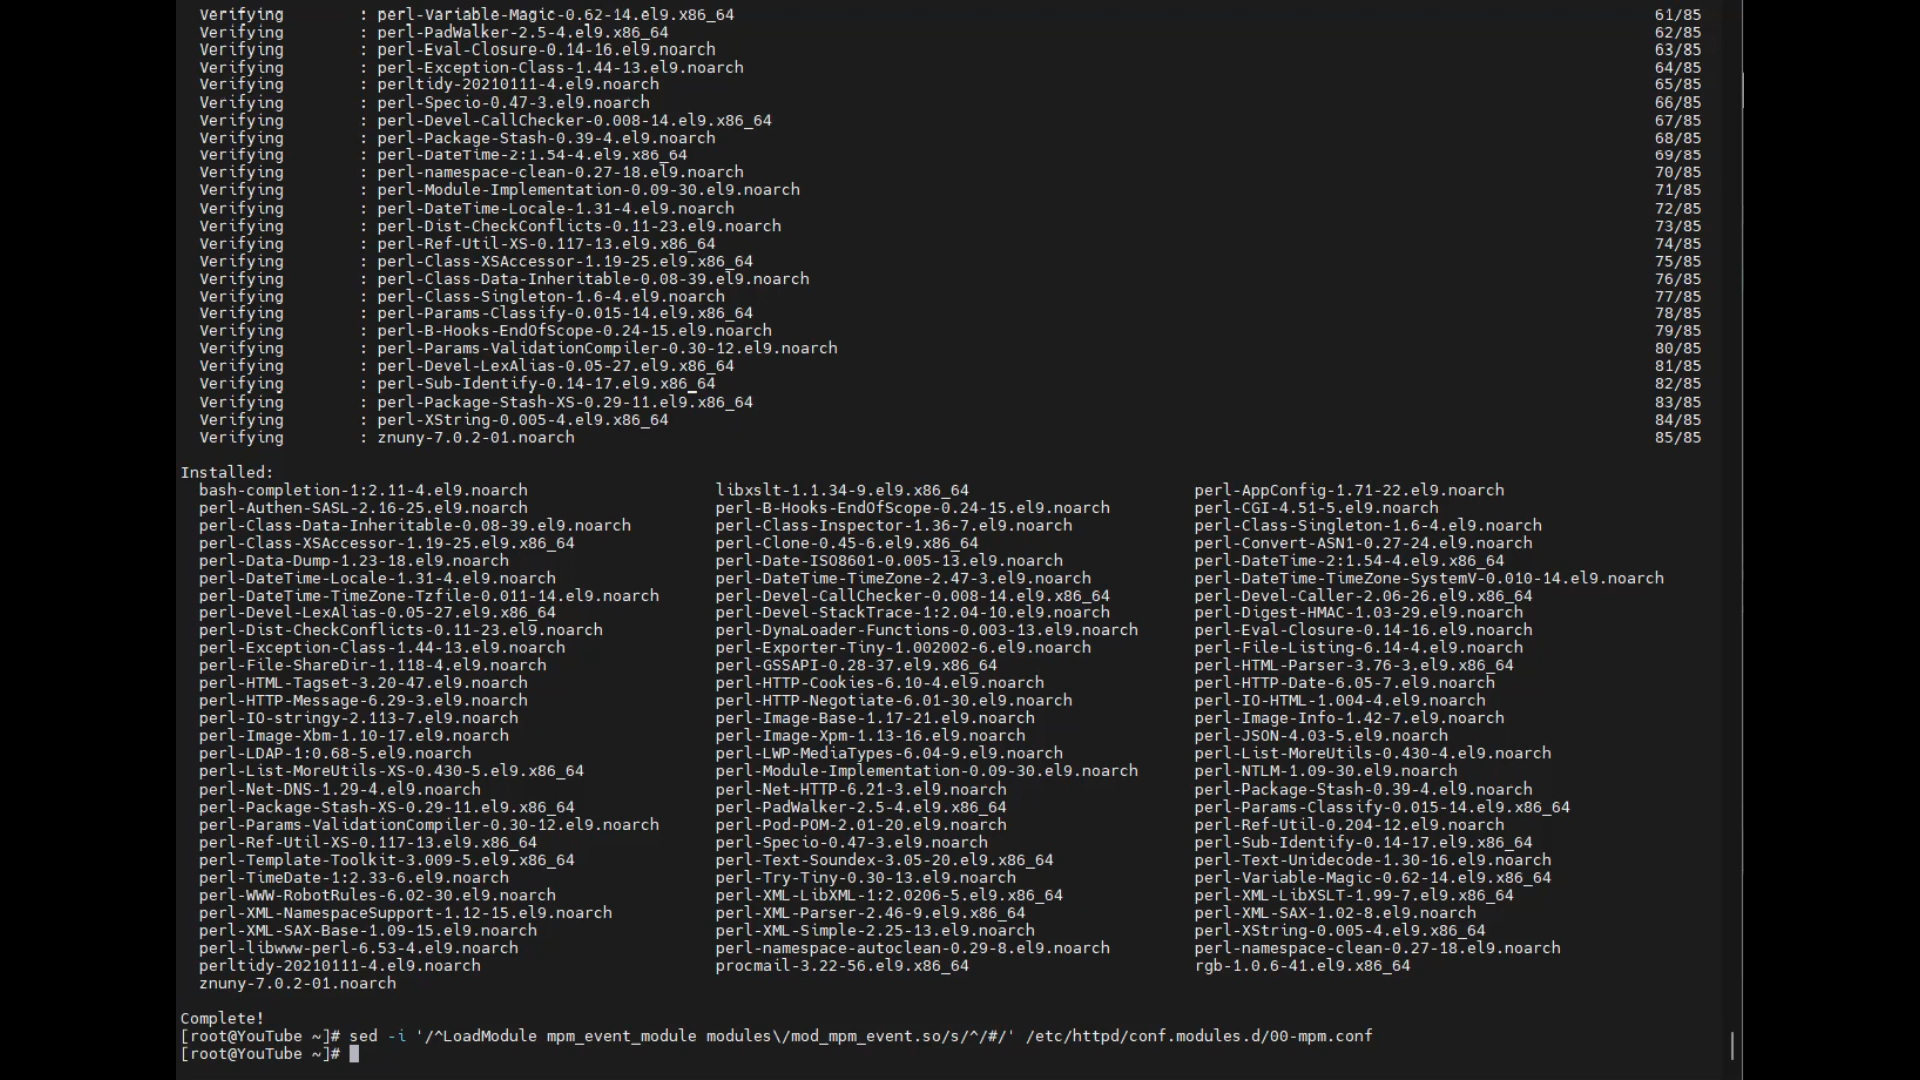 Verifying : perl-Variable-Magic-0.62-14.el9.x86_64 61/85
Verifying : perl-PadWalker-2.5-4.el9.x86_64 62/85
Verifying : perl-Eval-Closure-0.14-16.el9.noarch 63/85
Verifying : perl-Exception-Class-1.44-13.el9.noarch 64/85
Verifying : perltidy-20210111-4.el9.noarch 65/85
Verifying : perl-Specio-0.47-3.el9.noarch 66/85
Verifying : perl-Devel-CallChecker-0.008-14.el9.x86_64 67/85
Verifying : perl-Package-Stash-0.39-4.el9.noarch 68/85
Verifying : perl-DateTime-2:1.54-4.el9.x86_64 69/85
Verifying : perl-namespace-clean-0.27-18.el9.noarch 70/85
Verifying : perl-Module-Implementation-0.09-30.el9.noarch 71/85
Verifying : perl-DateTime-Locale-1.31-4.el9.noarch 72/85
Verifying : perl-Dist-CheckConflicts-0.11-23.el9.noarch 73/85
Verifying : perl-Ref-Util-XS-0.117-13.el9.x86_64 74/85
Verifying : perl-Class-XSAccessor-1.19-25.el9.x86_64 75/85
Verifying : perl-Class-Data-Inheritable-0.08-39.el9.noarch 76/85
Verifying : perl-Class-Singleton-1.6-4.el9.noarch 77/85
Verifying : perl-Params-Classify-0.015-14.el9.x86_64 78/85
Verifying : perl-B-Hooks-EndOfScope-0.24-15.el9.noarch 79/85
Verifying : perl-Params-ValidationCompiler-0.30-12.el9.noarch 80/85
Verifying : perl-Devel-LexAlias-0.05-27.el9.x86_64 81/85
Verifying : perl-Sub-Identify-0.14-17.el9.x86_64 82/85
Verifying : perl-Package-Stash-XS-0.29-11.el9.x86_64 83/85
Verifying : perl-XString-0.005-4.el9.x86_64 84/85
Verifying : znuny-7.0.2-01.noarch 85/85
Installed:
bash-completion-1:2.11-4.el9.noarch libxslt-1.1.34-9.el9.x86_64 perl-AppConfig-1.71-22.el9.noarch
perl-Authen-SASL-2.16-25.el9.noarch perl-B-Hooks-EndOfScope-0.24-15.el9.noarch perl-CGI-4.51-5.el9.noarch
perl-Class-Data-Inheritable-0.08-39.el9.noarch perl-Class-Inspector-1.36-7.el9.noarch perl-Class-Singleton-1.6-4.el9.noarch
perl-Class-XSAccessor-1.19-25.el9.x86_64 perl-Clone-0.45-6.el9.x86_64 perl-Convert-ASN1-0.27-24.el9.noarch
perl-Data-Dump-1.23-18.el9.noarch perl-Date-ISO8601-0.005-13.el9.noarch perl-DateTime-2:1.54-4.el9.x86_64
perl-DateTime-Locale-1.31-4.el9.noarch perl-DateTime-TimeZone-2.47-3.el9.noarch perl-DateTime-TimeZone-SystemV-0.010-14.el9.noarch
perl-DateTime-TimeZone-Tzfile-0.011-14.el9.noarch perl-Devel-CallChecker-0.008-14.el9.x86_64 perl-Devel-Caller-2.06-26.el9.x86_64
perl-Devel-LexAlias-0.05-27.el9.x86_64 perl-Devel-StackTrace-1:2.04-10.el9.noarch perl-Digest-HMAC-1.03-29.el9.noarch
perl-Dist-CheckConflicts-0.11-23.el9.noarch perl-DynaLoader-Functions-0.003-13.el9.noarch perl-Eval-Closure-0.14-16.el9.noarch
perl-Exception-Class-1.44-13.el9.noarch perl-Exporter-Tiny-1.002002-6.el9.noarch perl-File-Listing-6.14-4.el9.noarch
perl-File-ShareDir-1.118-4.el9.noarch perl-GSSAPI-0.28-37.el9.x86_64 perl-HTML-Parser-3.76-3.el9.x86_64
perl-HTML-Tagset-3.20-47.el9.noarch perl-HTTP-Cookies-6.10-4.el9.noarch perl-HTTP-Date-6.05-7.el9.noarch
perl-HTTP-Message-6.29-3.el9.noarch perl-HTTP-Negotiate-6.01-30.el9.noarch perl-IO-HTML-1.004-4.el9.noarch
perl-IO-stringy-2.113-7.el9.noarch perl-Image-Base-1.17-21.el9.noarch perl-Image-Info-1.42-7.el9.noarch
perl-Image-Xbm-1.10-17.el9.noarch perl-Image-Xpm-1.13-16.el9.noarch perl-JSON-4.03-5.el9.noarch
perl-LDAP-1:0.68-5.el9.noarch perl-LWP-MediaTypes-6.04-9.el9.noarch perl-List-MoreUtils-0.430-4.el9.noarch
perl-List-MoreUtils-XS-0.430-5.el9.x86_64 perl-Module-Implementation-0.09-30.el9.noarch perl-NTLM-1.09-30.el9.noarch
perl-Net-DNS-1.29-4.el9.noarch perl-Net-HTTP-6.21-3.el9.noarch perl-Package-Stash-0.39-4.el9.noarch
perl-Package-Stash-XS-0.29-11.el9.x86_64 perl-PadWalker-2.5-4.el9.x86_64 perl-Params-Classify-0.015-14.el9.x86_64
perl-Params-ValidationCompiler-0.30-12.el9.noarch perl-Pod-POM-2.01-20.el9.noarch perl-Ref-Util-0.204-12.el9.noarch
perl-Ref-Util-XS-0.117-13.el9.x86_64 perl-Specio-0.47-3.el9.noarch perl-Sub-Identify-0.14-17.el9.x86_64
perl-Template-Toolkit-3.009-5.el9.x86_64 perl-Text-Soundex-3.05-20.el9.x86_64 perl-Text-Unidecode-1.30-16.el9.noarch
perl-TimeDate-1:2.33-6.el9.noarch perl-Try-Tiny-0.30-13.el9.noarch perl-Variable-Magic-0.62-14.el9.x86_64
perl-WWW-RobotRules-6.02-30.el9.noarch perl-XML-LibXML-1:2.0206-5.el9.x86_64 perl-XML-LibXSLT-1.99-7.el9.x86_64
perl-XML-NamespaceSupport-1.12-15.el9.noarch perl-XML-Parser-2.46-9.el9.x86_64 perl-XML-SAX-1.02-8.el9.noarch
perl-XML-SAX-Base-1.09-15.el9.noarch perl-XML-Simple-2.25-13.el9.noarch perl-XString-0.005-4.el9.x86_64
perl-libwww-perl-6.53-4.el9.noarch perl-namespace-autoclean-0.29-8.el9.noarch perl-namespace-clean-0.27-18.el9.noarch
perltidy-20210111-4.el9.noarch procmail-3.22-56.el9.x86_64 rgb-1.0.6-41.el9.x86_64
znuny-7.0.2-01.noarch
Complete!
[root@YouTube ~]# sed -i '/^LoadModule mpm_event_module modules\/mod_mpm_event.so/s/^/#/' /etc/httpd/conf.modules.d/00-mpm.conf
[root@YouTube ~]#